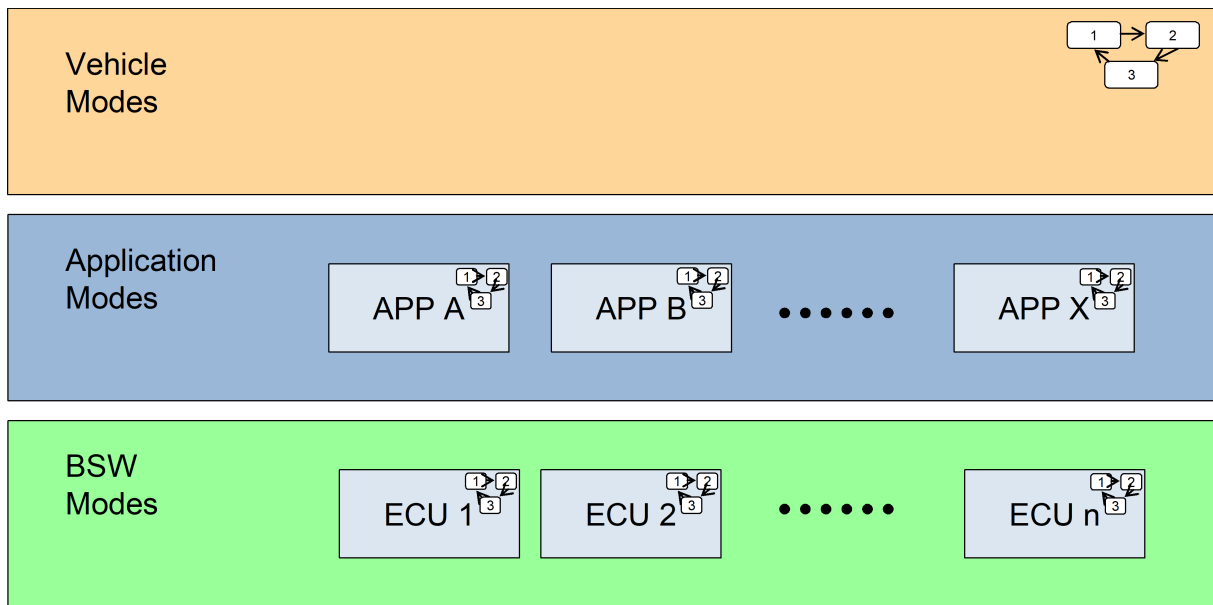 Vehicle
Modes
1 2
3
Application
Modes
APP A
1 2
3
APP B
1 2
3
APP X
1 2
3
BSW
Modes
ECU 1
1 2
3
ECU 2
1 2
3
ECU n
1 2
3